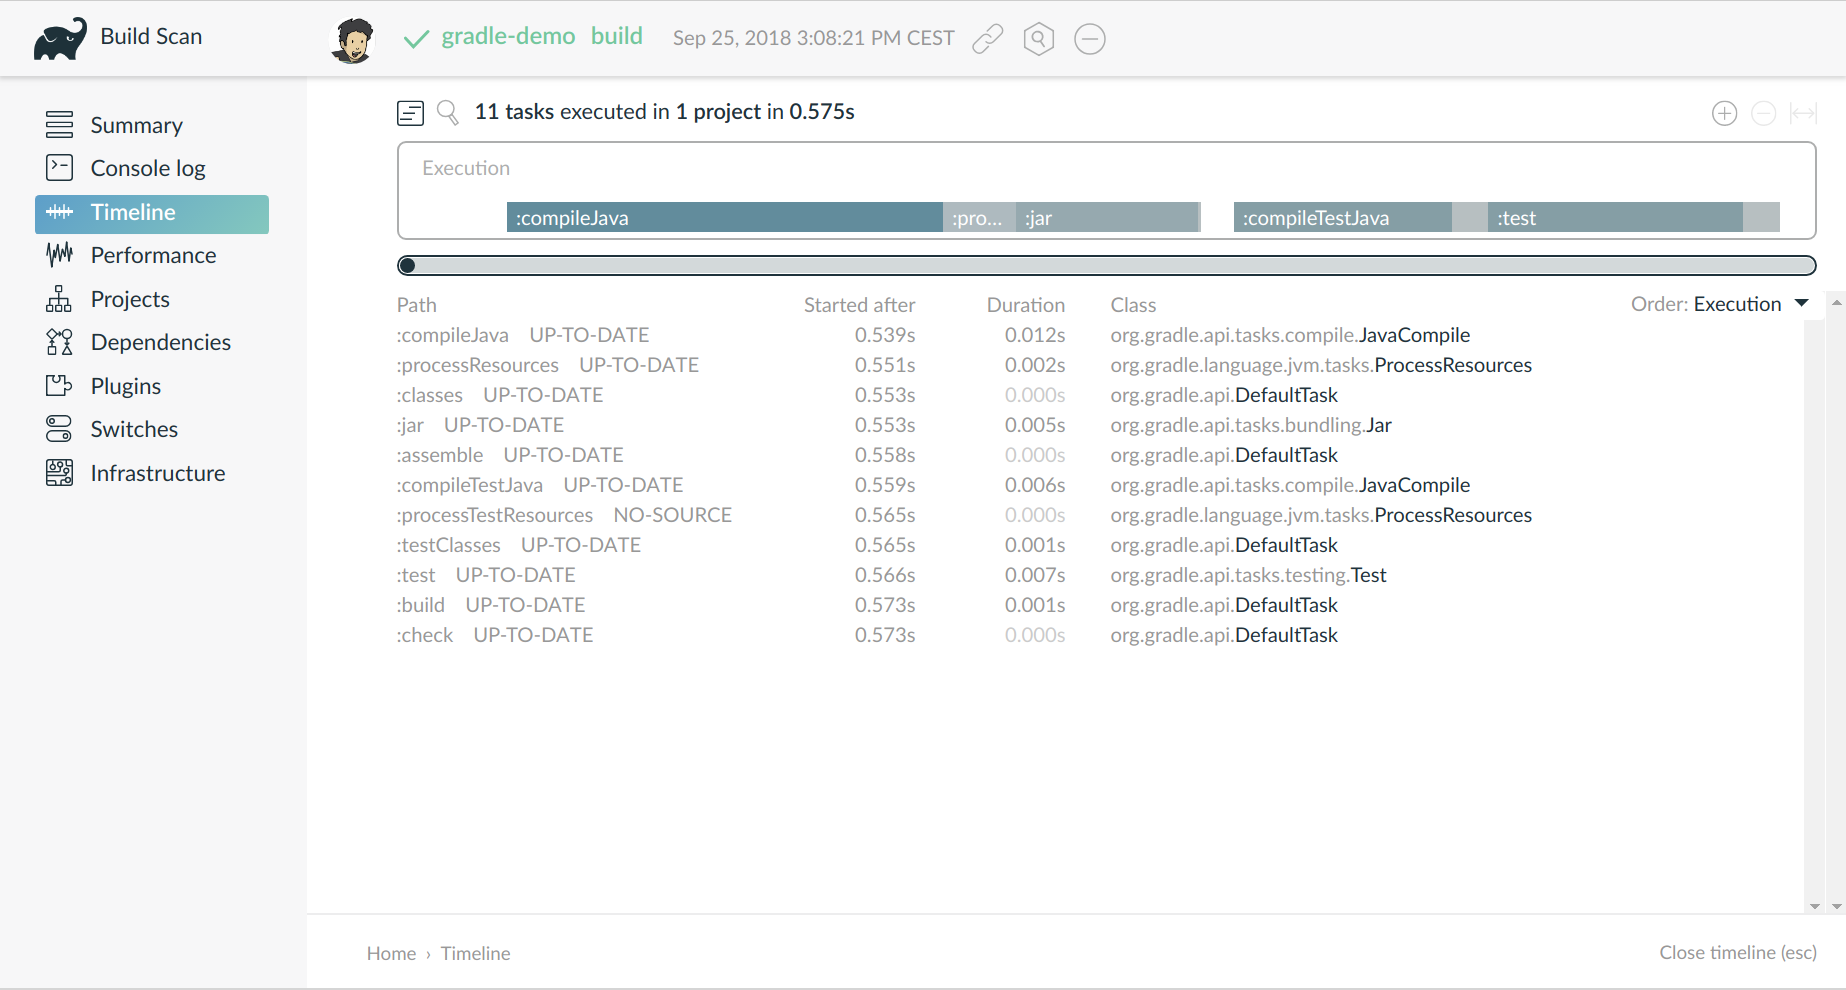 Build Scan
gradle-demo build Sep 25, 2018 3:08:21 PM CEST
Summary
Console log
Timeline
Performance
Projects
Dependencies
Plugins
Switches
Infrastructure
11 tasks executed in 1 project in 0.575s
Execution
:compileJava :pro... :jar :compileTestJava :test
Path Started after Duration Class Order: Execution
:compileJava UP-TO-DATE 0.539s 0.012s org.gradle.api.tasks.compile.JavaCompile
:processResources UP-TO-DATE 0.551s 0.002s org.gradle.language.jvm.tasks.ProcessResources
:classes UP-TO-DATE 0.553s 0.000s org.gradle.api.DefaultTask
:jar UP-TO-DATE 0.553s 0.005s org.gradle.api.tasks.bundling.Jar
:assemble UP-TO-DATE 0.558s 0.000s org.gradle.api.DefaultTask
:compileTestJava UP-TO-DATE 0.559s 0.006s org.gradle.api.tasks.compile.JavaCompile
:processTestResources NO-SOURCE 0.565s 0.000s org.gradle.language.jvm.tasks.ProcessResources
:testClasses UP-TO-DATE 0.565s 0.001s org.gradle.api.DefaultTask
:test UP-TO-DATE 0.566s 0.007s org.gradle.api.tasks.testing.Test
:build UP-TO-DATE 0.573s 0.001s org.gradle.api.DefaultTask
:check UP-TO-DATE 0.573s 0.000s org.gradle.api.DefaultTask
Home › Timeline
Close timeline (esc)